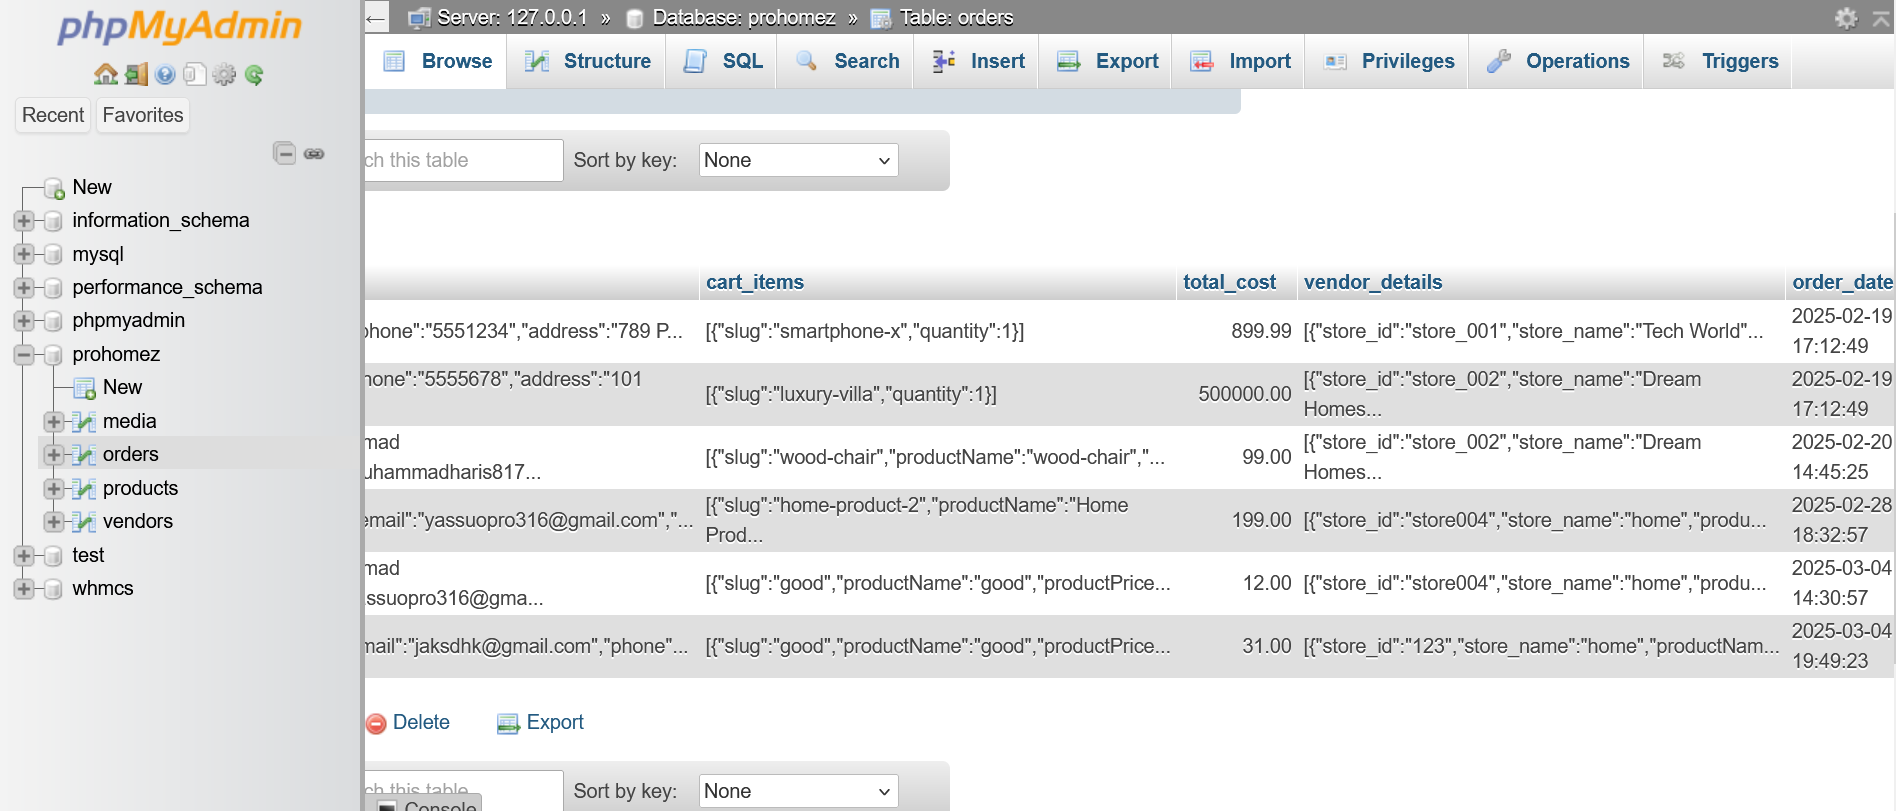 phpMyAdmin
Recent Favorites
New
information_schema
mysql
performance_schema
phpmyadmin
prohomez
New
media
orders
products
vendors
test
whmcs
Server: 127.0.0.1 » Database: prohomez » Table: orders
Browse Structure SQL Search Insert Export Import Privileges Operations Triggers
ch this table Sort by key: None
cart_items total_cost vendor_details order_date
phone":"5551234","address":"789 P... [{"slug":"smartphone-x","quantity":1}] 899.99 [{"store_id":"store_001","store_name":"Tech World"... 2025-02-19
17:12:49
hone":"5555678","address":"101 [{"slug":"luxury-villa","quantity":1}] 500000.00 [{"store_id":"store_002","store_name":"Dream
Homes... 2025-02-19
17:12:49
mad
uhammadharis817... [{"slug":"wood-chair","productName":"wood-chair","... 99.00 [{"store_id":"store_002","store_name":"Dream
Homes... 2025-02-20
14:45:25
email":"yassuopro316@gmail.com","... [{"slug":"home-product-2","productName":"Home
Prod... 199.00 [{"store_id":"store004","store_name":"home","produ... 2025-02-28
18:32:57
mad
assuopro316@gma... [{"slug":"good","productName":"good","productPrice... 12.00 [{"store_id":"store004","store_name":"home","produ... 2025-03-04
14:30:57
mail":"jaksdhk@gmail.com","phone"... [{"slug":"good","productName":"good","productPrice... 31.00 [{"store_id":"123","store_name":"home","productNam... 2025-03-04
19:49:23
Delete Export
ch this table Sort by key: None
Console